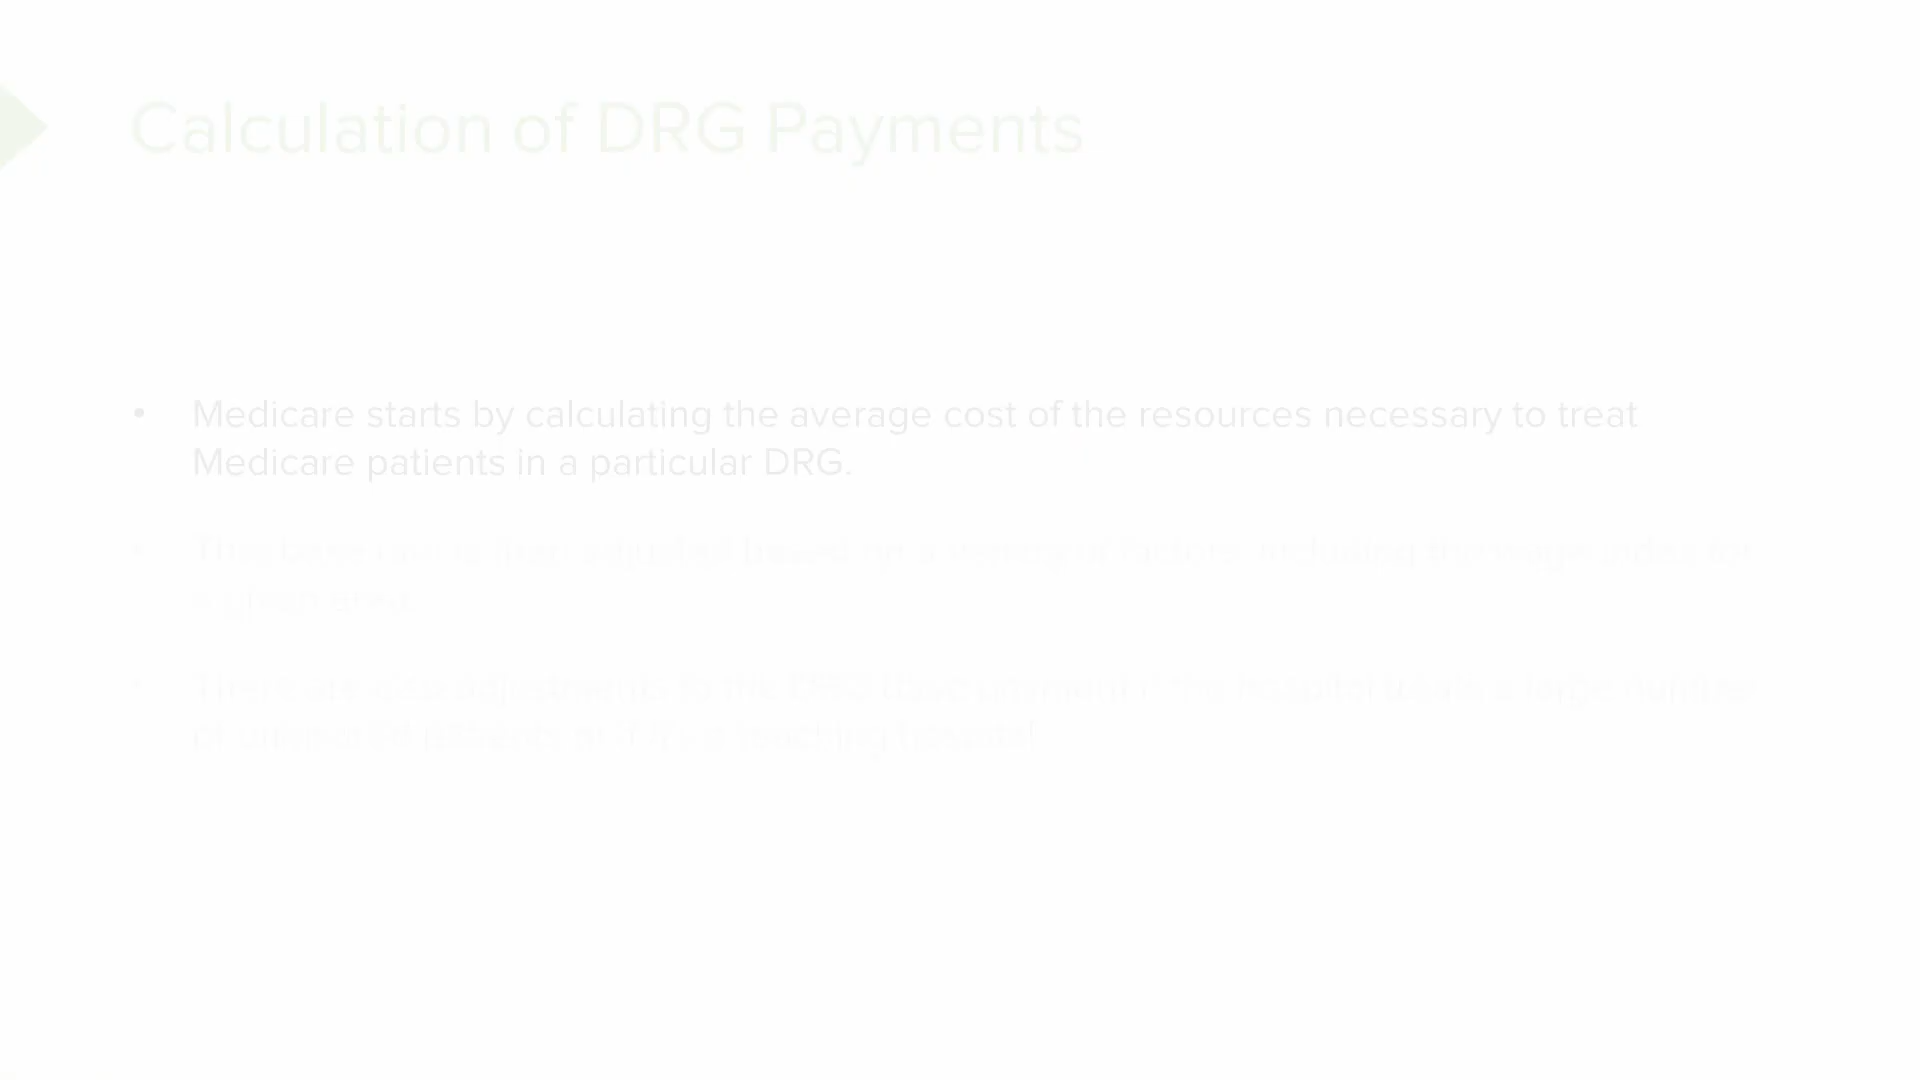 Calculation of DRG Payments
• Medicare starts by calculating the average cost of the resources necessary to treat
Medicare patients in a particular DRG.
• This base rate is then adjusted based on a variety of factors, including the wage index for
a given area.
• There are also adjustments to the DRG base payment if the hospital treats a large number
of uninsured patients or if it's a teaching hospital.